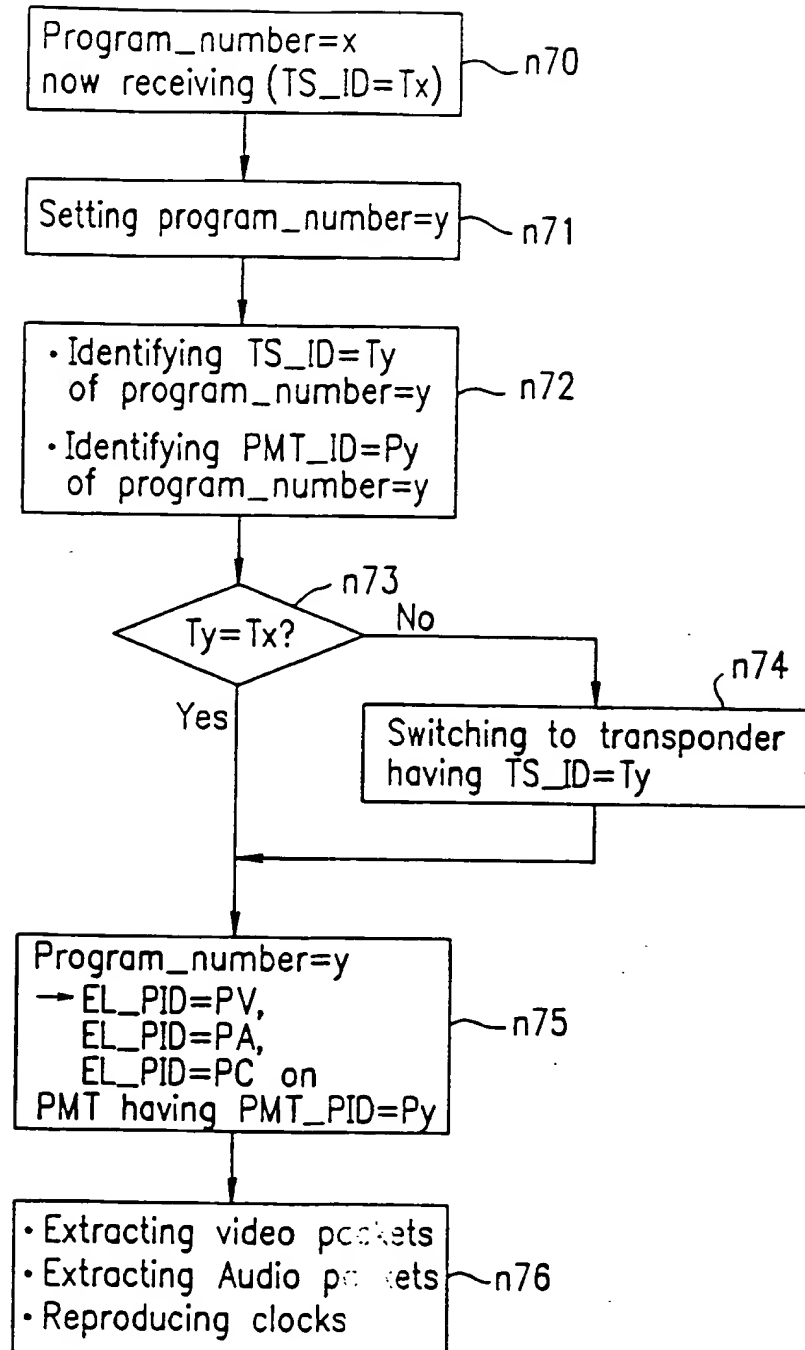 Program_number=x
now receiving (TS_ID=Tx)
n70
Setting program_number=y
n71
· Identifying TS_ID=Ty
of program_number=y
· Identifying PMT_ID=Py
of program_number=y
n72
n73
Ty=Tx?
No
Yes
n74
Switching to transponder
having TS_ID=Ty
Program_number=y
→ EL_PID=PV,
EL_PID=PA,
EL_PID=PC on
PMT having PMT_PID=Py
n75
· Extracting video packets
· Extracting Audio packets
· Reproducing clocks
n76